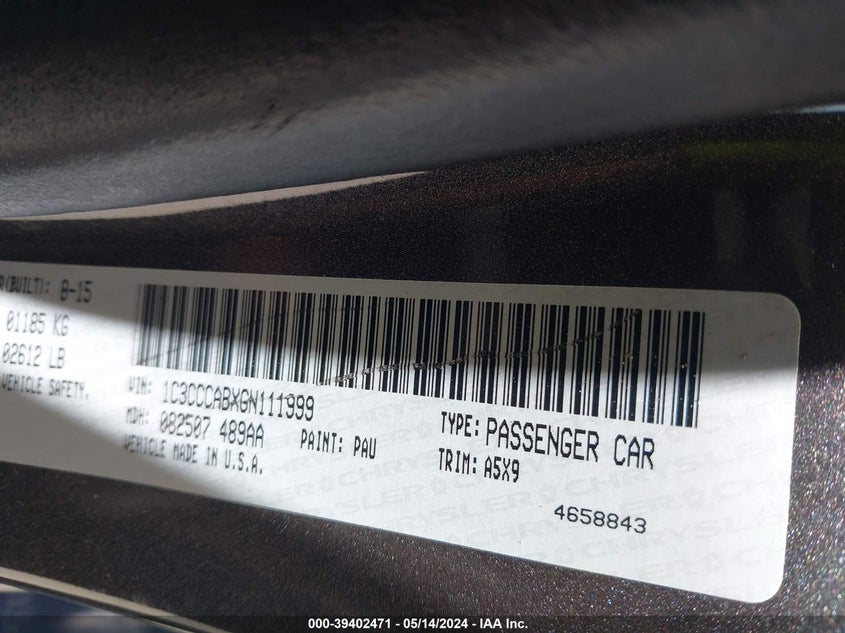 R(BUILT): 8-15
01185 KG
02612 LB
VEHICLE SAFETY.
VIN: 1C3CCCABXGN111999
MDH: 082507 489AA
PAINT: PAU
VEHICLE MADE IN U.S.A.
TYPE: PASSENGER CAR
TRIM: A5X9
4658843
000-39402471 / 05/14/2024 - IAA Inc.